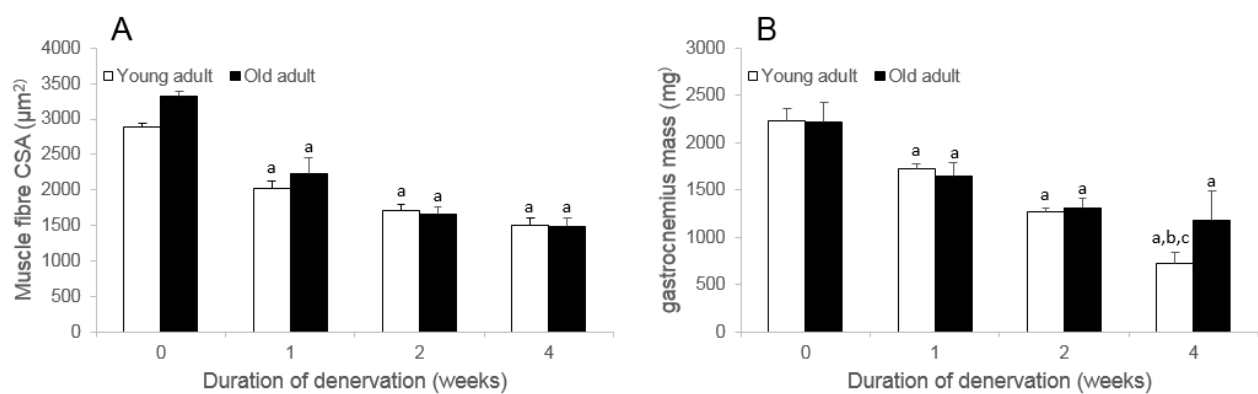 A
Muscle fibre CSA (µm²)
4000
3500
3000
2500
2000
1500
1000
500
0
Young adult Old adult
a a
a a
a a
0 1 2 4
Duration of denervation (weeks)
B
gastrocnemius mass (mg)
3000
2500
2000
1500
1000
500
0
Young adult Old adult
a a
a a
a,b,c a
0 1 2 4
Duration of denervation (weeks)